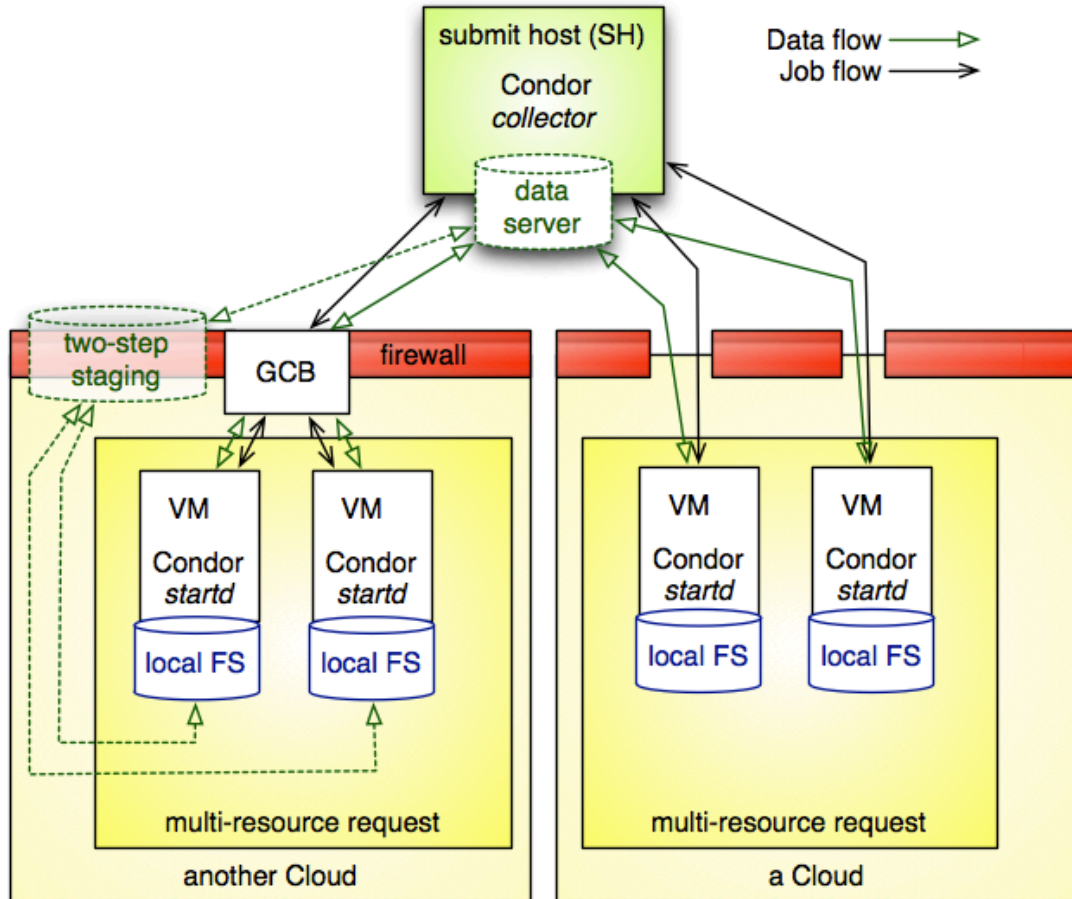 submit host (SH)
Condor
collector
data
server
Data flow
Job flow
two-step
staging
GCB
firewall
VM
Condor
startd
local FS
VM
Condor
startd
local FS
multi-resource request
another Cloud
VM
Condor
startd
local FS
VM
Condor
startd
local FS
multi-resource request
a Cloud